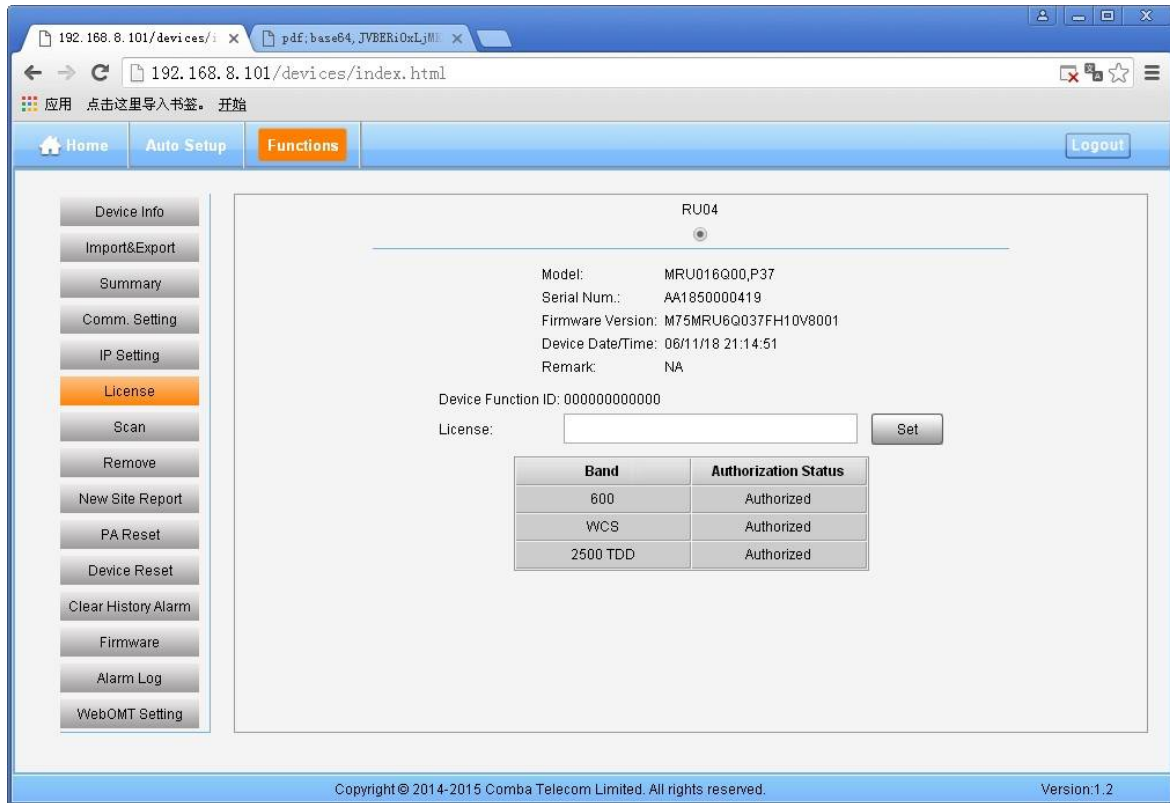 192.168.8.101/devices/i
pdf;base64,JVBERi0xLjM
192.168.8.101/devices/index.html
应用 点击这里导入书签。 开始
Home Auto Setup Functions Logout
Device Info
Import&Export
Summary
Comm. Setting
IP Setting
License
Scan
Remove
New Site Report
PA Reset
Device Reset
Clear History Alarm
Firmware
Alarm Log
WebOMT Setting
RU04
Model: MRU016Q00,P37
Serial Num.: AA1850000419
Firmware Version: M75MRU6Q037FH10V8001
Device Date/Time: 06/11/18 21:14:51
Remark: NA
Device Function ID: 000000000000
License: Set
Band Authorization Status
600 Authorized
WCS Authorized
2500 TDD Authorized
Copyright © 2014-2015 Comba Telecom Limited. All rights reserved. Version:1.2